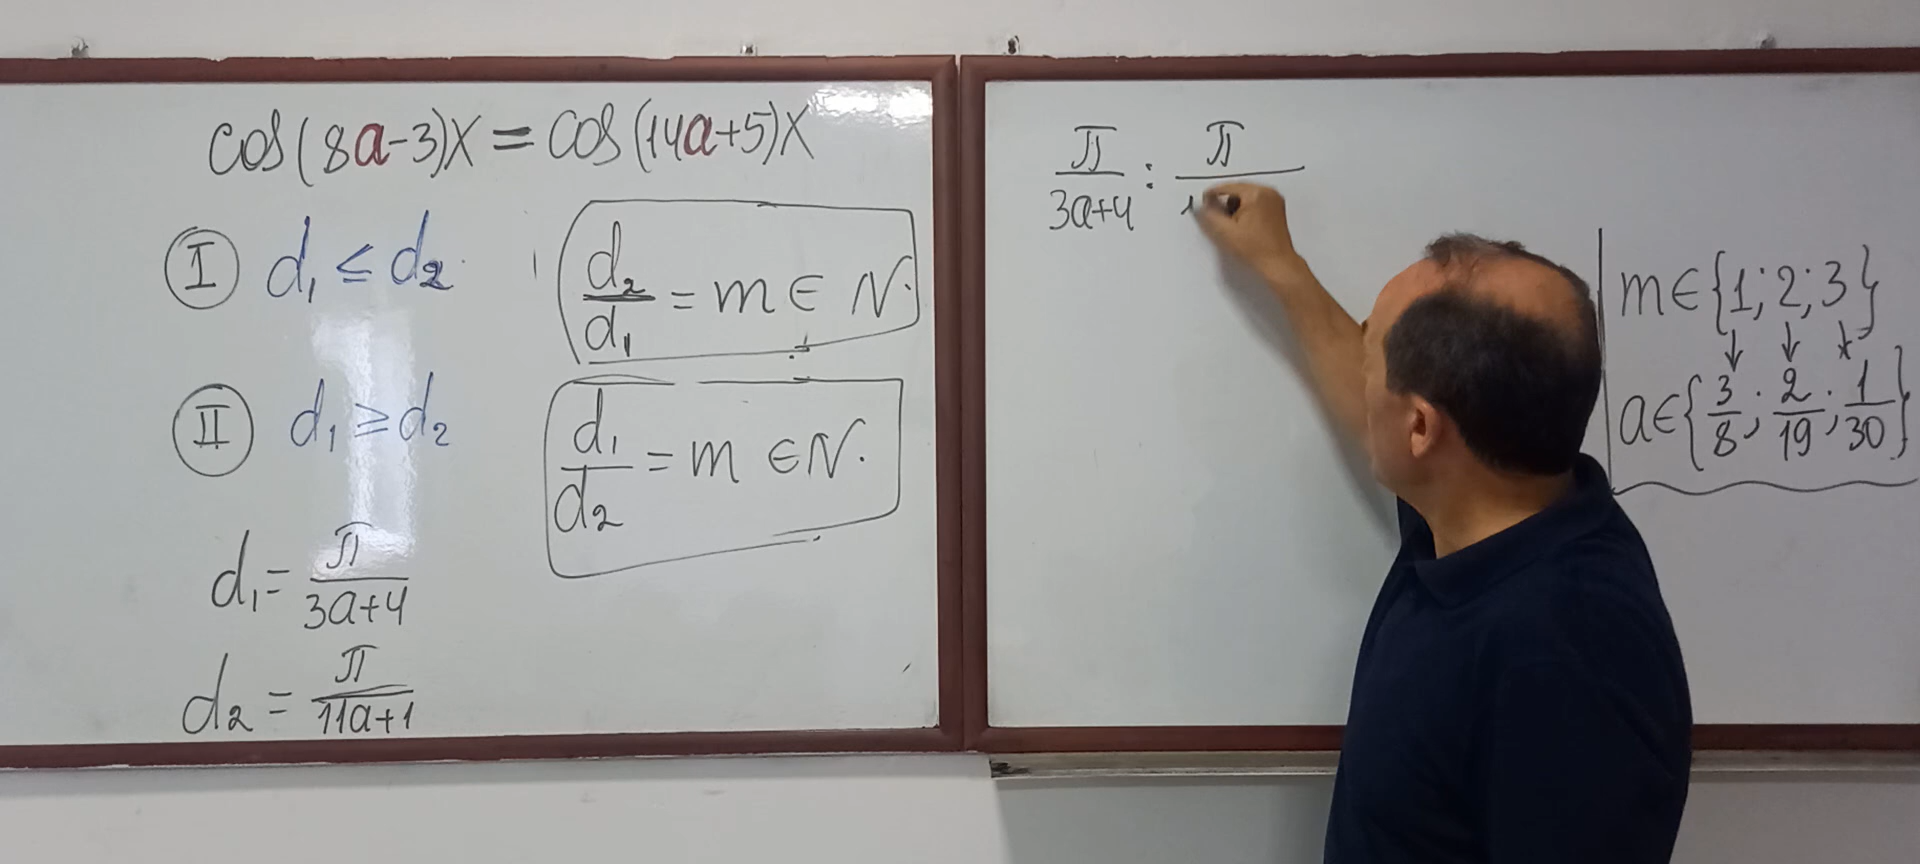 cos(8a-3)x = cos(14a+5)x
I d₁ ≤ d₂
d₂/d₁ = m ∈ N.
II d₁ ≥ d₂
d₁/d₂ = m ∈ N.
d₁ = π/(3a+4)
d₂ = π/(11a+1)
π/(3a+4) : π/
m ∈ {1; 2; 3}
a ∈ {3/8; 2/19; 1/30}